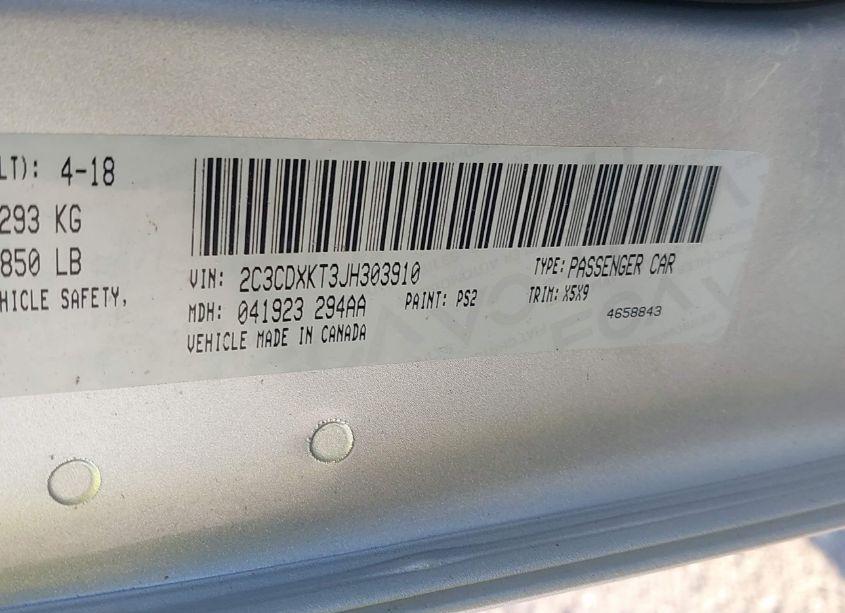 LT): 4-18
293 KG
850 LB
HICLE SAFETY,
VIN: 2C3CDXKT3JH303910 TYPE: PASSENGER CAR
MDH: 041923 294AA PAINT: PS2 TRIM: X5X9
VEHICLE MADE IN CANADA 4658843